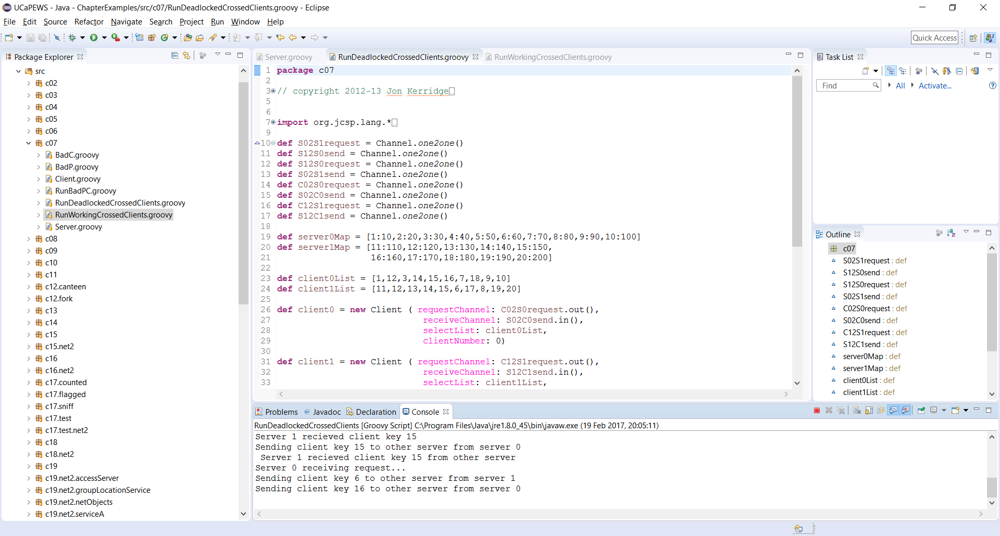 UCaPEWS - Java - ChapterExamples/src/c07/RunDeadlockedCrossedClients.groovy - Eclipse
File Edit Source Refactor Navigate Search Project Run Window Help
Quick Access
Package Explorer
src
c02
c03
c04
c05
c06
c07
BadC.groovy
BadP.groovy
Client.groovy
RunBadPC.groovy
RunDeadlockedCrossedClients.groovy
RunWorkingCrossedClients.groovy
Server.groovy
c08
c09
c10
c11
c12.canteen
c12.fork
c13
c14
c15
c15.net2
c16
c16.net2
c17.counted
c17.flagged
c17.sniff
c17.test
c17.test.net2
c18
c18.net2
c19
c19.net2.accessServer
c19.net2.groupLocationService
c19.net2.netObjects
c19.net2.serviceA
Server.groovy RunDeadlockedCrossedClients.groovy RunWorkingCrossedClients.groovy
1 package c07
2
3 // copyright 2012-13 Jon Kerridge
5
6
7 import org.jcsp.lang.*
9
10 def S02S1request = Channel.one2one()
11 def S12S0send = Channel.one2one()
12 def S12S0request = Channel.one2one()
13 def S02S1send = Channel.one2one()
14 def C02S0request = Channel.one2one()
15 def S02C0send = Channel.one2one()
16 def C12S1request = Channel.one2one()
17 def S12C1send = Channel.one2one()
18
19 def server0Map = [1:10,2:20,3:30,4:40,5:50,6:60,7:70,8:80,9:90,10:100]
20 def server1Map = [11:110,12:120,13:130,14:140,15:150,
21 16:160,17:170,18:180,19:190,20:200]
22
23 def client0List = [1,12,3,14,15,16,7,18,9,10]
24 def client1List = [11,12,13,14,15,6,17,8,19,20]
25
26 def client0 = new Client ( requestChannel: C02S0request.out(),
27 receiveChannel: S02C0send.in(),
28 selectList: client0List,
29 clientNumber: 0)
30
31 def client1 = new Client ( requestChannel: C12S1request.out(),
32 receiveChannel: S12C1send.in(),
33 selectList: client1List,
Task List
Find All Activate...
Outline
c07
S02S1request : def
S12S0send : def
S12S0request : def
S02S1send : def
C02S0request : def
S02C0send : def
C12S1request : def
S12C1send : def
server0Map : def
server1Map : def
client0List : def
client1List : def
Problems @ Javadoc Declaration Console
RunDeadlockedCrossedClients [Groovy Script] C:\Program Files\Java\jre1.8.0_45\bin\javaw.exe (19 Feb 2017, 20:05:11)
Server 1 recieved client key 15
Sending client key 15 to other server from server 0
Server 1 recieved client key 15 from other server
Server 0 receiving request...
Sending client key 6 to other server from server 1
Sending client key 16 to other server from server 0